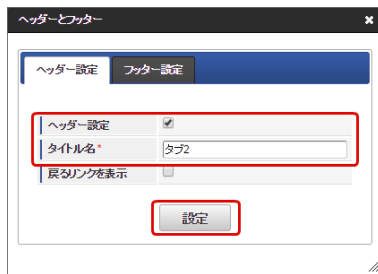 ヘッダーとフッター
ヘッダー設定 フッター設定
ヘッダー設定
タイトル名* タブ2
戻るリンクを表示
設定